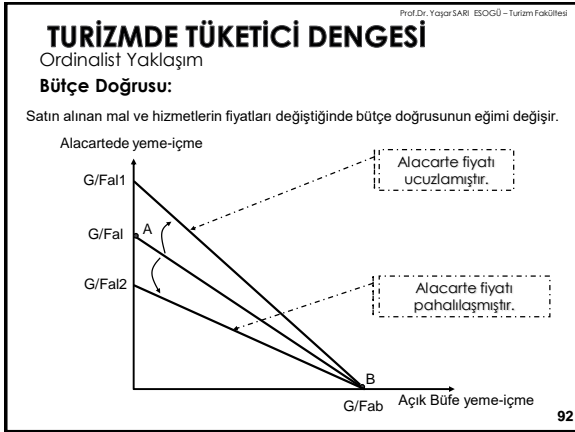 Prof.Dr. Yaşar SARI ESOGÜ – Turizm Fakültesi
TURİZMDE TÜKETİCİ DENGESİ
Ordinalist Yaklaşım
Bütçe Doğrusu:
Satın alınan mal ve hizmetlerin fiyatları değiştiğinde bütçe doğrusunun eğimi değişir.
Alacartede yeme-içme
Alacarte fiyatı
ucuzlamıştır.
G/Fal1
G/Fal
A
G/Fal2
Alacarte fiyatı
pahalılaşmıştır.
B
G/Fab
Açık Büfe yeme-içme
92